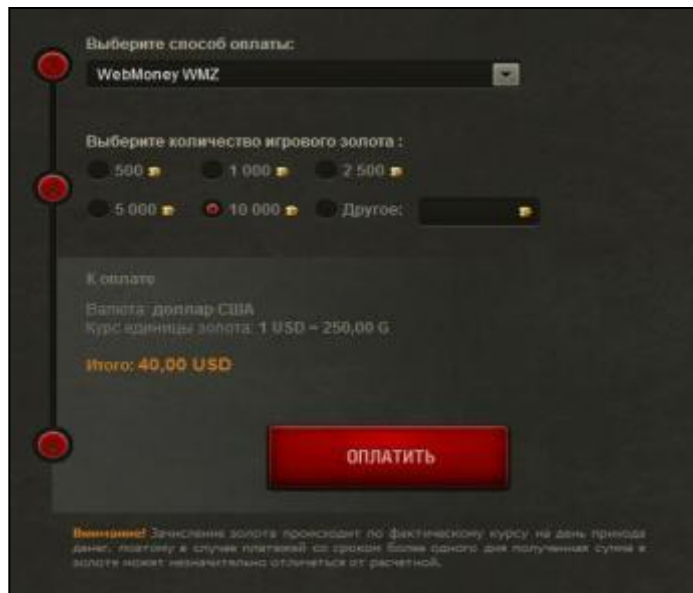 Выберите способ оплаты:
WebMoney WMZ
Выберите количество игрового золота :
500 1 000 2 500
5 000 10 000 Другое:
К оплате
Валюта: доллар США
Курс единицы золота: 1 USD = 250,00 G
Итого: 40,00 USD
ОПЛАТИТЬ
Внимание! Зачисление золота происходит по фактическому курсу на день прихода
денег, поэтому в случае платежей со сроком более одного дня полученная сумма в
золоте может незначительно отличаться от расчетной.